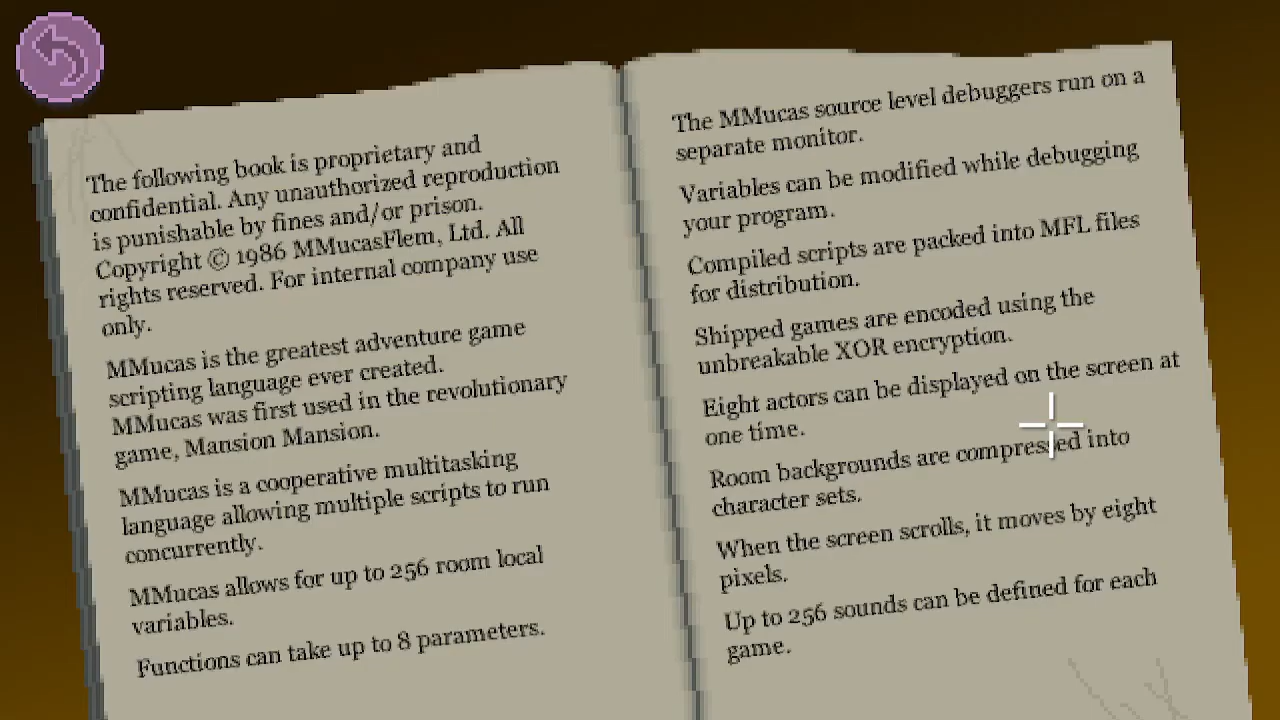 The following book is proprietary and
confidential. Any unauthorized reproduction
is punishable by fines and/or prison.
Copyright © 1986 MMucasFlem, Ltd. All
rights reserved. For internal company use
only.
MMucas is the greatest adventure game
scripting language ever created.
MMucas was first used in the revolutionary
game, Mansion Mansion.
MMucas is a cooperative multitasking
language allowing multiple scripts to run
concurrently.
MMucas allows for up to 256 room local
variables.
Functions can take up to 8 parameters.
The MMucas source level debuggers run on a
separate monitor.
Variables can be modified while debugging
your program.
Compiled scripts are packed into MFL files
for distribution.
Shipped games are encoded using the
unbreakable XOR encryption.
Eight actors can be displayed on the screen at
one time.
Room backgrounds are compressed into
character sets.
When the screen scrolls, it moves by eight
pixels.
Up to 256 sounds can be defined for each
game.